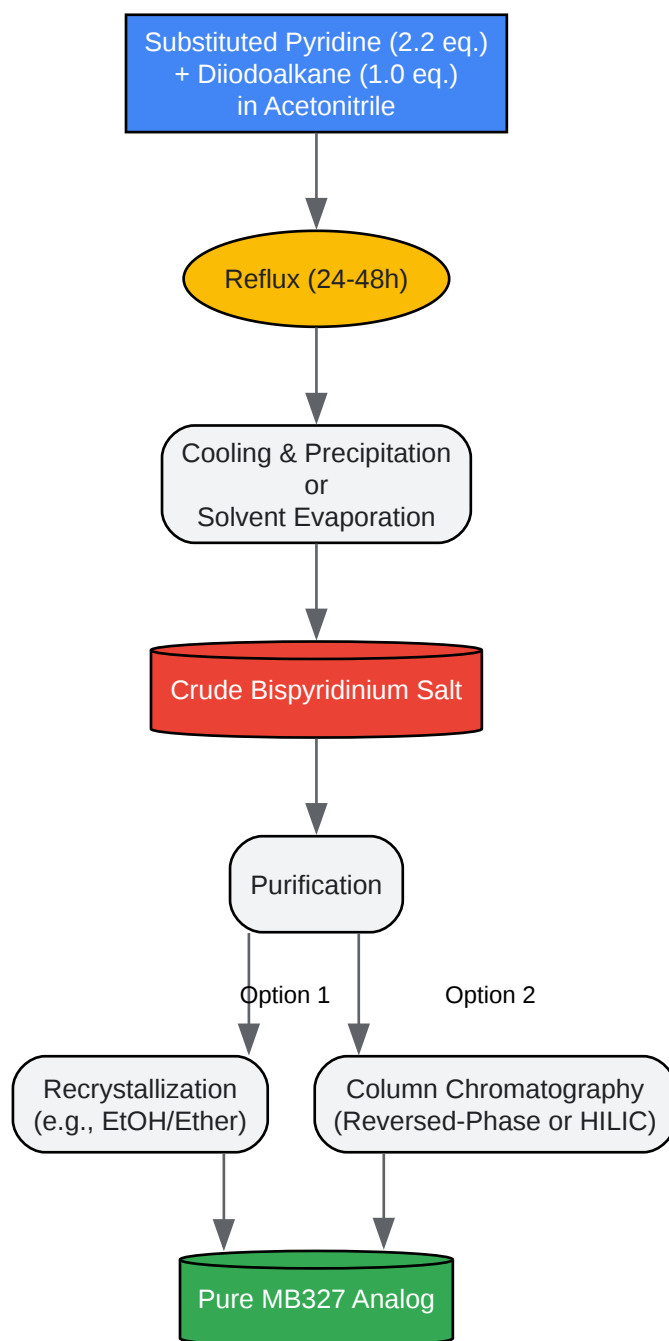 Substituted Pyridine (2.2 eq.)
+ Diiodoalkane (1.0 eq.)
in Acetonitrile
Reflux (24-48h)
Cooling & Precipitation
or
Solvent Evaporation
Crude Bispyridinium Salt
Purification
Option 1
Option 2
Recrystallization
(e.g., EtOH/Ether)
Column Chromatography
(Reversed-Phase or HILIC)
Pure MB327 Analog